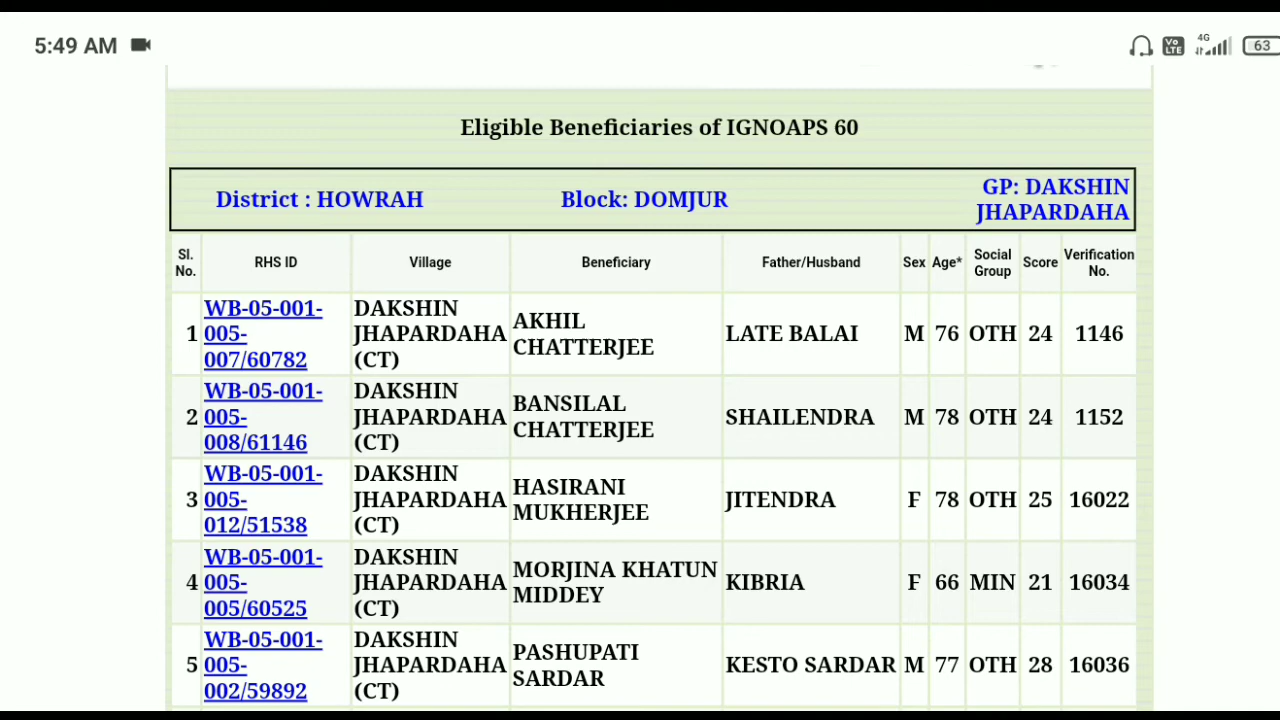 5:49 AM
Vo LTE 4G 63
Eligible Beneficiaries of IGNOAPS 60
District : HOWRAH Block: DOMJUR GP: DAKSHIN
JHAPARDAHA
Sl. No. RHS ID Village Beneficiary Father/Husband Sex Age* Social Group Score Verification No.
1 WB-05-001-005-007/60782 DAKSHIN JHAPARDAHA (CT) AKHIL CHATTERJEE LATE BALAI M 76 OTH 24 1146
2 WB-05-001-005-008/61146 DAKSHIN JHAPARDAHA (CT) BANSILAL CHATTERJEE SHAILENDRA M 78 OTH 24 1152
3 WB-05-001-005-012/51538 DAKSHIN JHAPARDAHA (CT) HASIRANI MUKHERJEE JITENDRA F 78 OTH 25 16022
4 WB-05-001-005-005/60525 DAKSHIN JHAPARDAHA (CT) MORJINA KHATUN MIDDEY KIBRIA F 66 MIN 21 16034
5 WB-05-001-005-002/59892 DAKSHIN JHAPARDAHA (CT) PASHUPATI SARDAR KESTO SARDAR M 77 OTH 28 16036